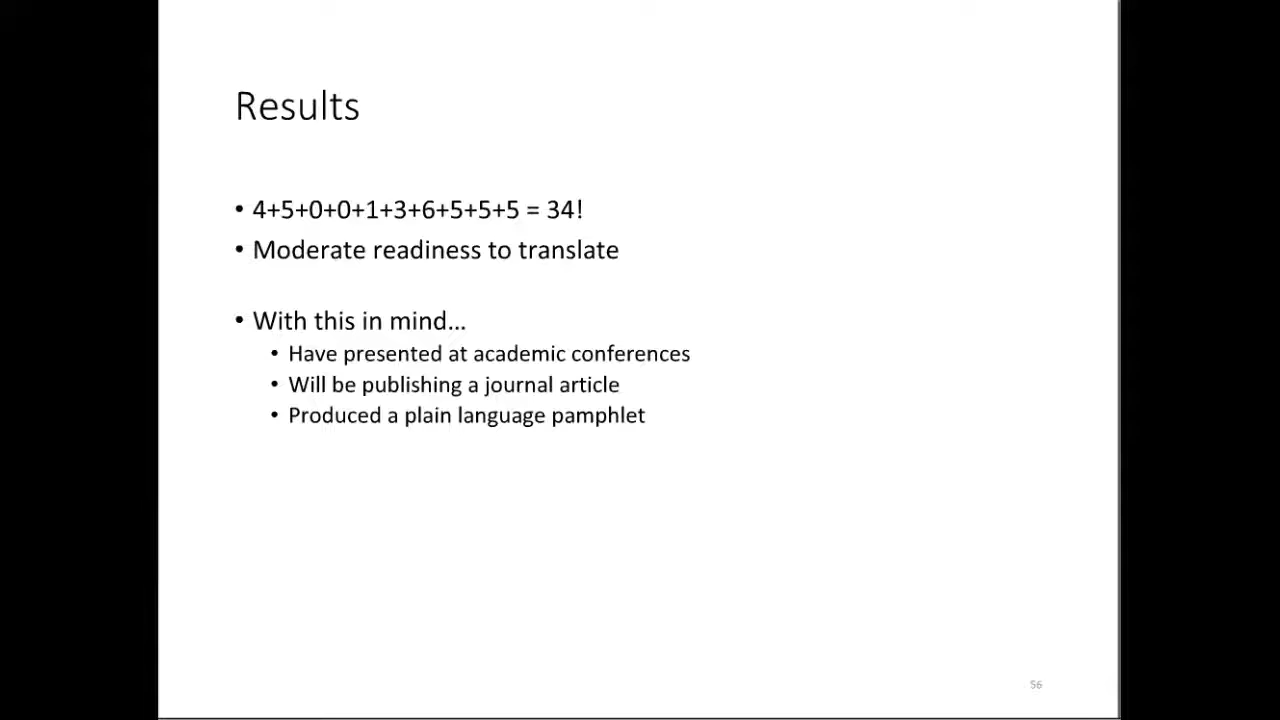 Results
• 4+5+0+0+1+3+6+5+5+5 = 34!
• Moderate readiness to translate
• With this in mind...
• Have presented at academic conferences
• Will be publishing a journal article
• Produced a plain language pamphlet
56